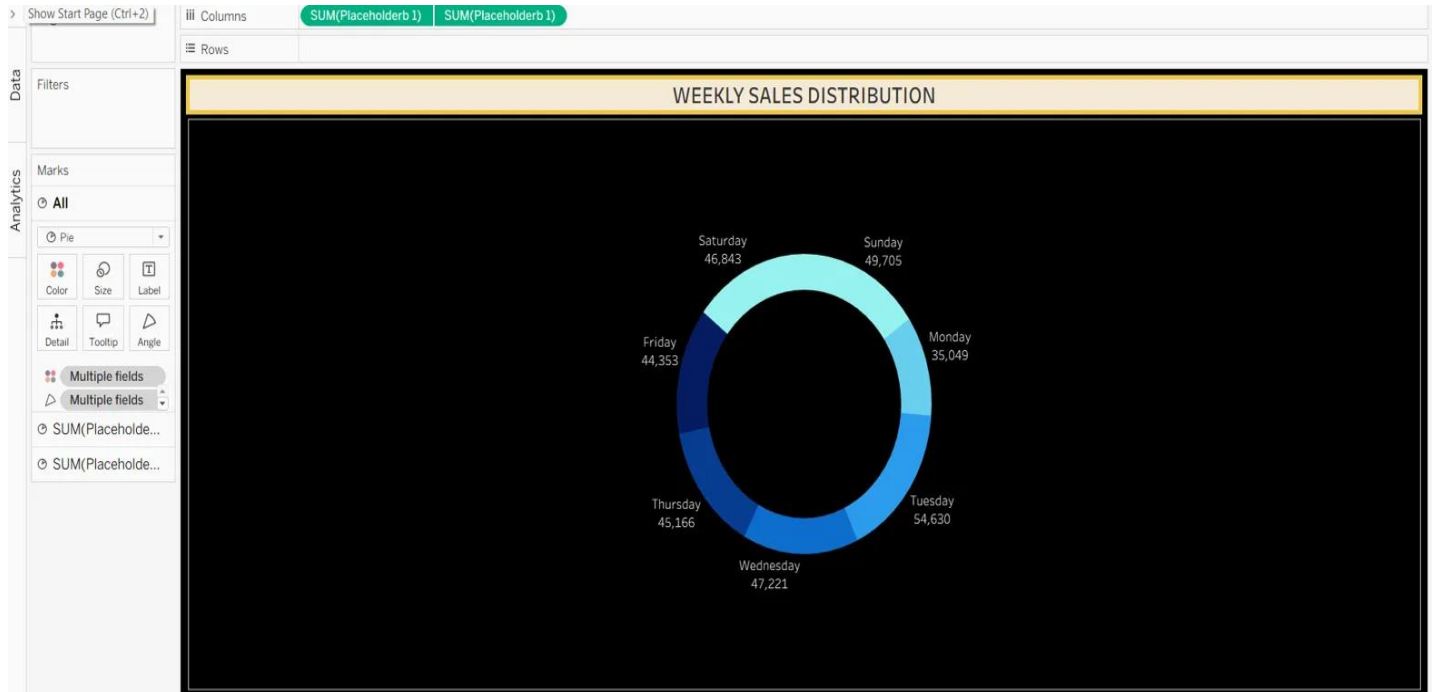 Show Start Page (Ctrl+2)
Columns
SUM(Placeholderb 1)
SUM(Placeholderb 1)
Rows
Data
Analytics
Filters
Marks
All
Pie
Color
Size
Label
Detail
Tooltip
Angle
Multiple fields
Multiple fields
SUM(Placeholde...
SUM(Placeholde...
WEEKLY SALES DISTRIBUTION
Saturday
46,843
Sunday
49,705
Friday
44,353
Monday
35,049
Thursday
45,166
Tuesday
54,630
Wednesday
47,221